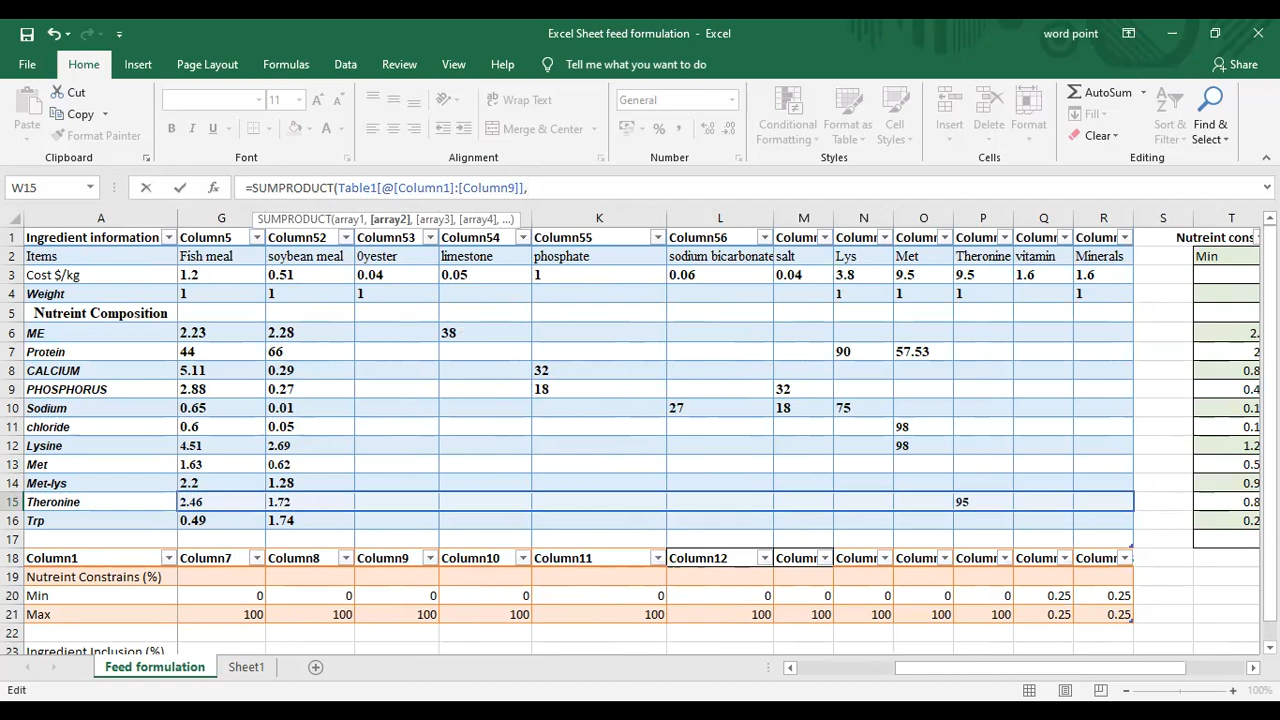 Excel Sheet feed formulation - Excel
word point
File Home Insert Page Layout Formulas Data Review View Help Tell me what you want to do Share
Paste Cut Copy Format Painter Clipboard
11 B I U Font
Wrap Text Merge & Center Alignment
General Number
Conditional Formatting Format as Table Cell Styles Styles
Insert Delete Format Cells
AutoSum Fill Clear Sort & Filter Find & Select Editing
W15 fx =SUMPRODUCT(Table1[@[Column1]:[Column9]],
SUMPRODUCT(array1, [array2], [array3], [array4], ...)
A G K L M N O P Q R S T
1 Ingredient information Column5 Column52 Column53 Column54 Column55 Column56 Column Column Column Column Column Column Nutreint cons
2 Items Fish meal soybean meal 0yester limestone phosphate sodium bicarbonate salt Lys Met Theronine vitamin Minerals Min
3 Cost $/kg 1.2 0.51 0.04 0.05 1 0.06 0.04 3.8 9.5 9.5 1.6 1.6
4 Weight 1 1 1 1 1 1 1
5 Nutreint Composition
6 ME 2.23 2.28 38 2.
7 Protein 44 66 90 57.53 2
8 CALCIUM 5.11 0.29 32 0.8
9 PHOSPHORUS 2.88 0.27 18 32 0.4
10 Sodium 0.65 0.01 27 18 75 0.1
11 chloride 0.6 0.05 98 0.1
12 Lysine 4.51 2.69 98 1.2
13 Met 1.63 0.62 0.5
14 Met-lys 2.2 1.28 0.9
15 Theronine 2.46 1.72 95 0.8
16 Trp 0.49 1.74 0.2
17
18 Column1 Column7 Column8 Column9 Column10 Column11 Column12 Column Column Column Column Column Column
19 Nutreint Constrains (%)
20 Min 0 0 0 0 0 0 0 0 0 0 0.25 0.25
21 Max 100 100 100 100 100 100 100 100 100 100 0.25 0.25
22
23 Ingredient Inclusion (%)
Feed formulation Sheet1
Edit 100%